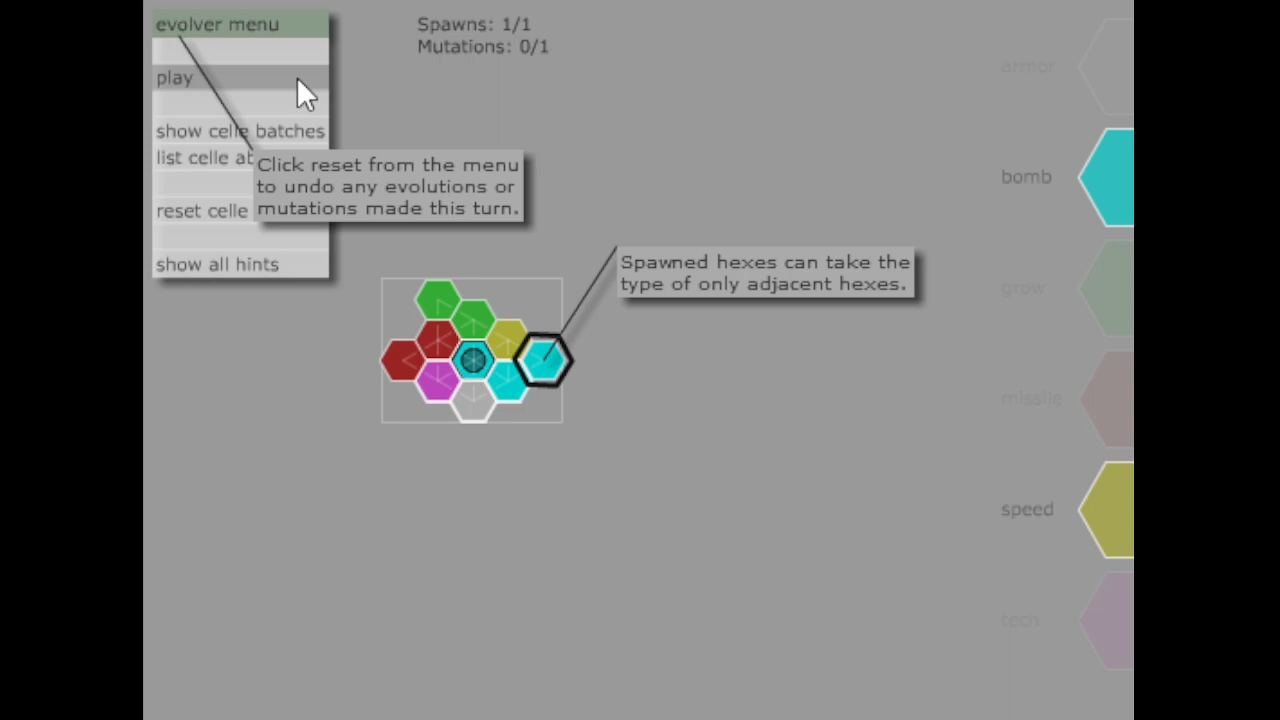 evolver menu
play
show celle batches
list celle ab
reset celle
show all hints
Spawns: 1/1
Mutations: 0/1
Click reset from the menu
to undo any evolutions or
mutations made this turn.
Spawned hexes can take the
type of only adjacent hexes.
armor
bomb
grow
missile
speed
tech